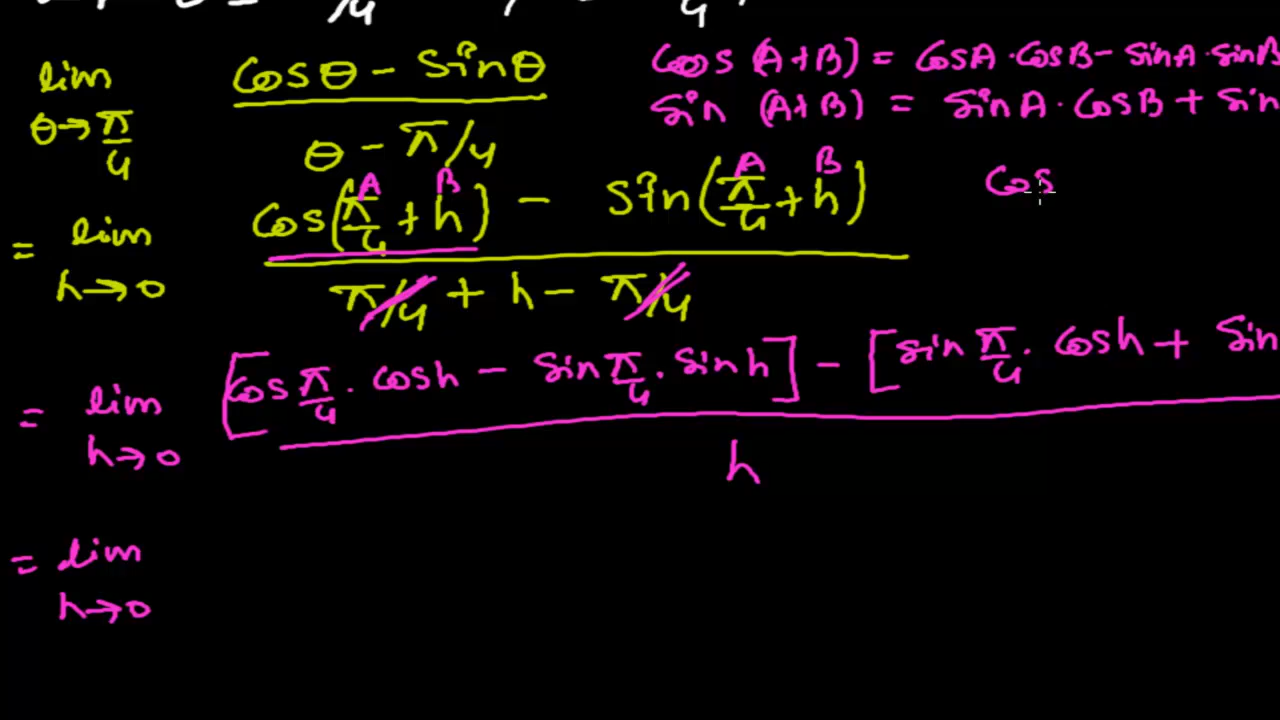 lim θ→π/4 (cosθ - sinθ) / (θ - π/4)
cos (A+B) = cosA·cosB - sinA·sinB
sin (A+B) = sinA·cosB + sin
= lim h→0 (cos(π/4 + h) - sin(π/4 + h)) / (π/4 + h - π/4)
A B A B
cos
= lim h→0 ([cos π/4 · cosh - sin π/4 · sinh] - [sin π/4 · cosh + sin) / h
= lim h→0